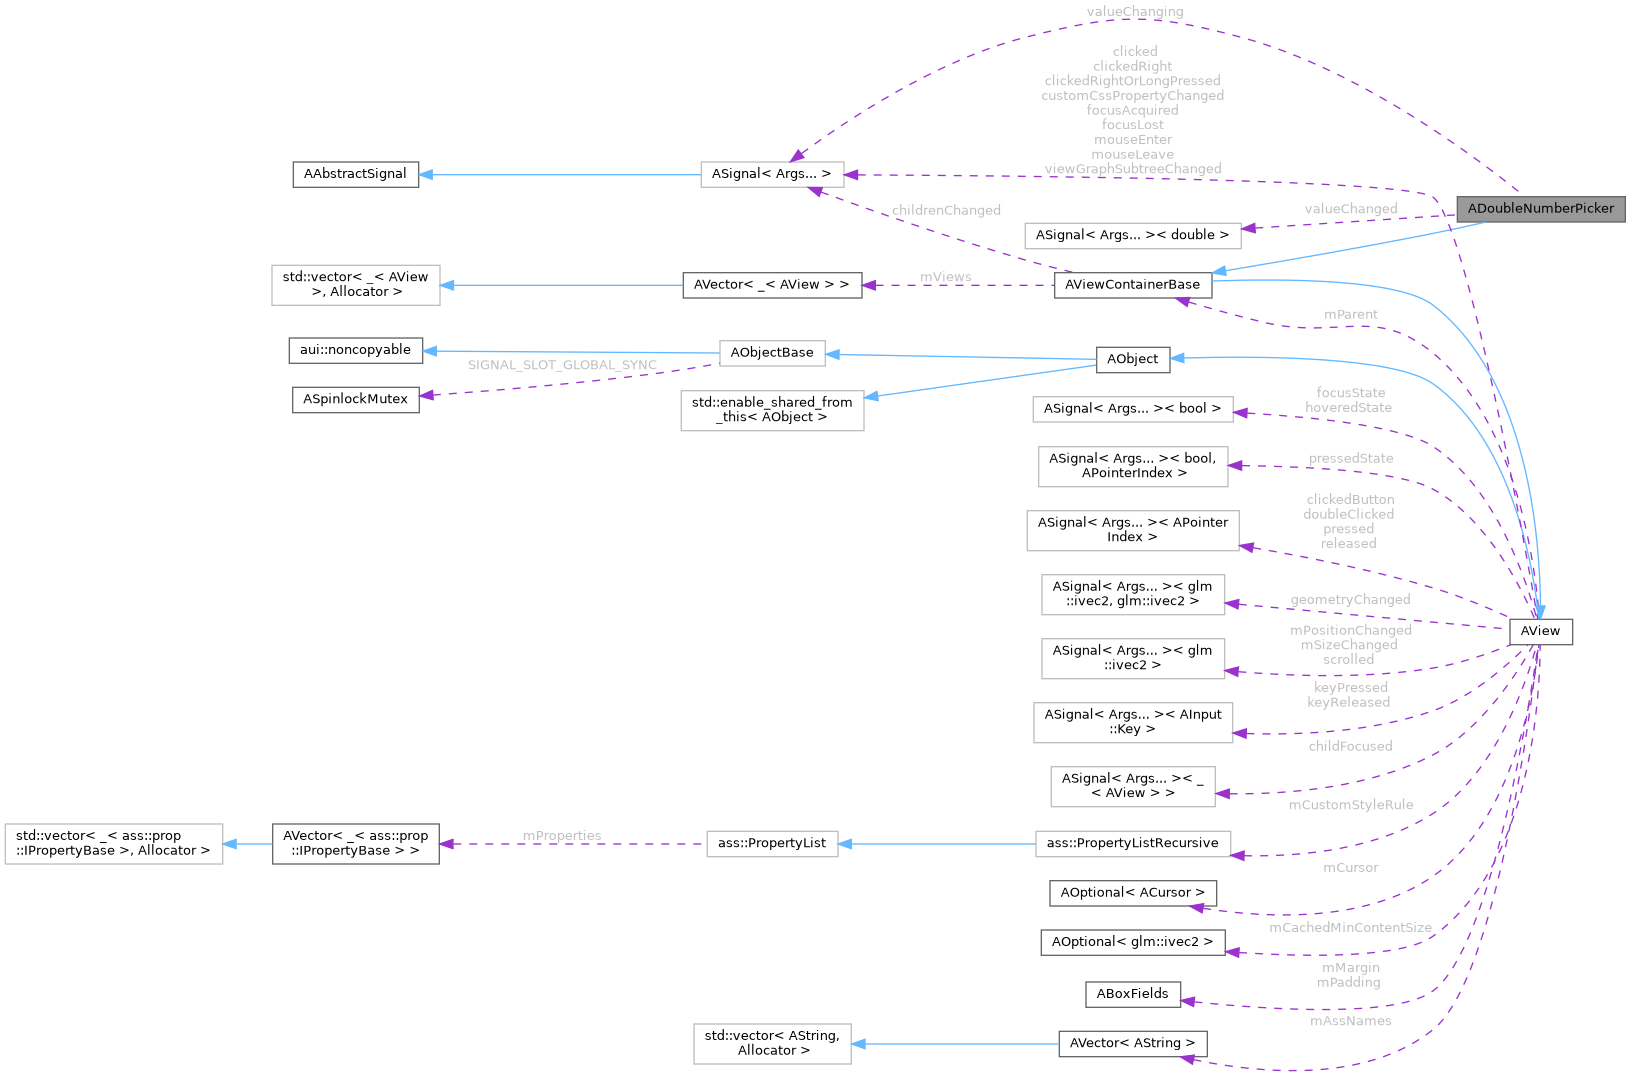 valueChanging
clicked
clickedRight
clickedRightOrLongPressed
customCssPropertyChanged
focusAcquired
focusLost
mouseEnter
mouseLeave
viewGraphSubtreeChanged
AAbstractSignal
ASignal< Args... >
childrenChanged
valueChanged
ADoubleNumberPicker
ASignal< Args... >< double >
std::vector< _< AView
>, Allocator >
AVector< _< AView > >
mViews
AViewContainerBase
mParent
aui::noncopyable
AObjectBase
AObject
SIGNAL_SLOT_GLOBAL_SYNC
ASpinlockMutex
std::enable_shared_from
_this< AObject >
ASignal< Args... >< bool >
focusState
hoveredState
ASignal< Args... >< bool,
APointerIndex >
pressedState
ASignal< Args... >< APointer
Index >
clickedButton
doubleClicked
pressed
released
ASignal< Args... >< glm
::ivec2, glm::ivec2 >
geometryChanged
AView
ASignal< Args... >< glm
::ivec2 >
mPositionChanged
mSizeChanged
scrolled
ASignal< Args... >< AInput
::Key >
keyPressed
keyReleased
ASignal< Args... >< _
< AView > >
childFocused
mCustomStyleRule
std::vector< _< ass::prop
::IPropertyBase >, Allocator >
AVector< _< ass::prop
::IPropertyBase > >
mProperties
ass::PropertyList
ass::PropertyListRecursive
mCursor
AOptional< ACursor >
mCachedMinContentSize
AOptional< glm::ivec2 >
mMargin
mPadding
ABoxFields
mAssNames
std::vector< AString,
Allocator >
AVector< AString >